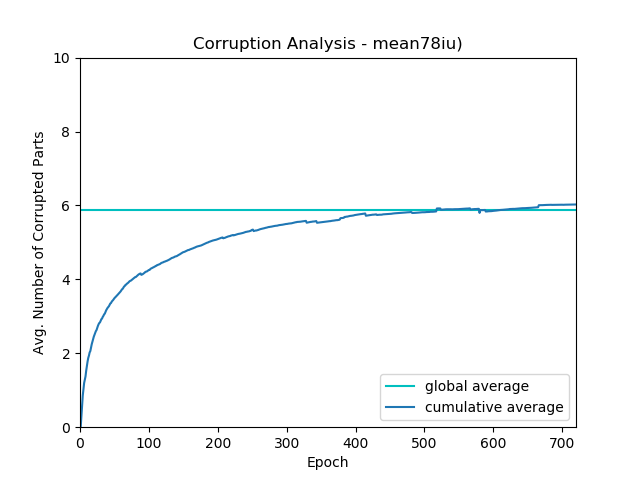 Corruption Analysis - mean78iu)
10
8
6
4
2
0
Avg. Number of Corrupted Parts
0 100 200 300 400 500 600 700
Epoch
global average
cumulative average